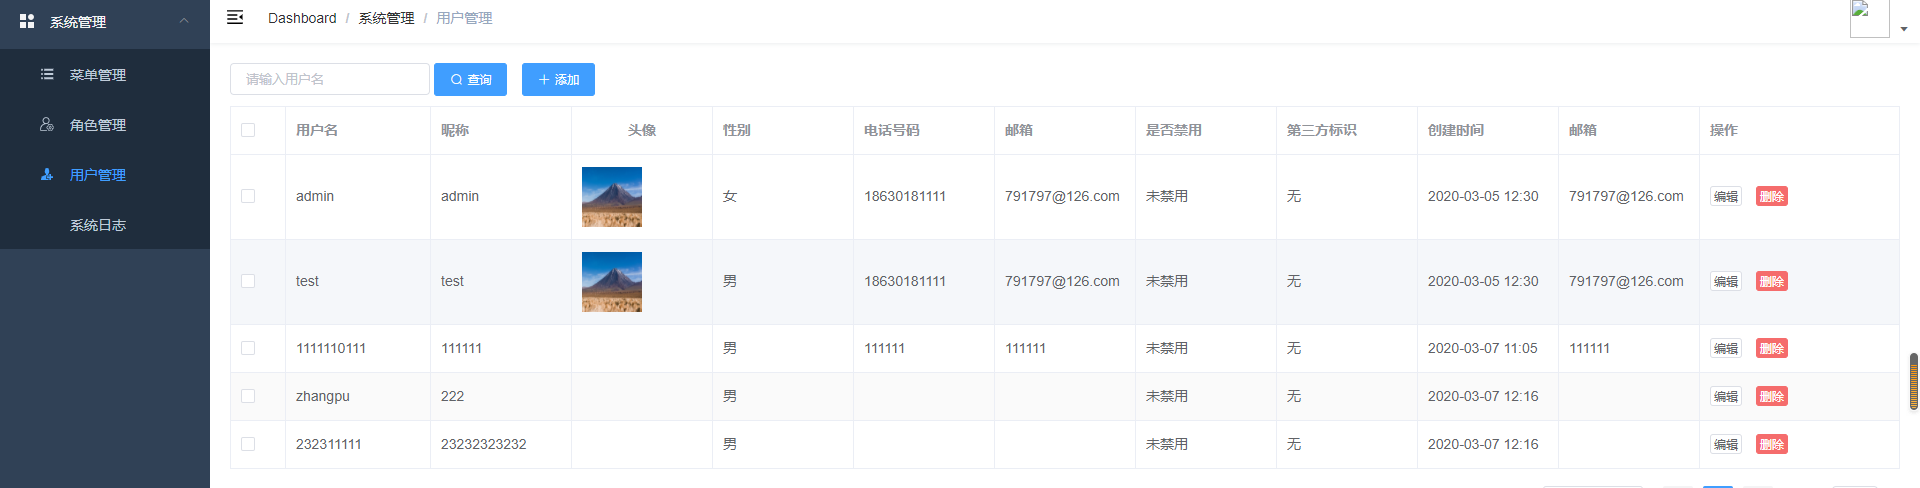 系统管理
菜单管理
角色管理
用户管理
系统日志
Dashboard / 系统管理 / 用户管理
请输入用户名 查询 添加
用户名 昵称 头像 性别 电话号码 邮箱 是否禁用 第三方标识 创建时间 邮箱 操作
admin admin 女 18630181111 791797@126.com 未禁用 无 2020-03-05 12:30 791797@126.com 编辑 删除
test test 男 18630181111 791797@126.com 未禁用 无 2020-03-05 12:30 791797@126.com 编辑 删除
1111110111 111111 男 111111 111111 未禁用 无 2020-03-07 11:05 111111 编辑 删除
zhangpu 222 男 未禁用 无 2020-03-07 12:16 编辑 删除
232311111 23232323232 男 未禁用 无 2020-03-07 12:16 编辑 删除